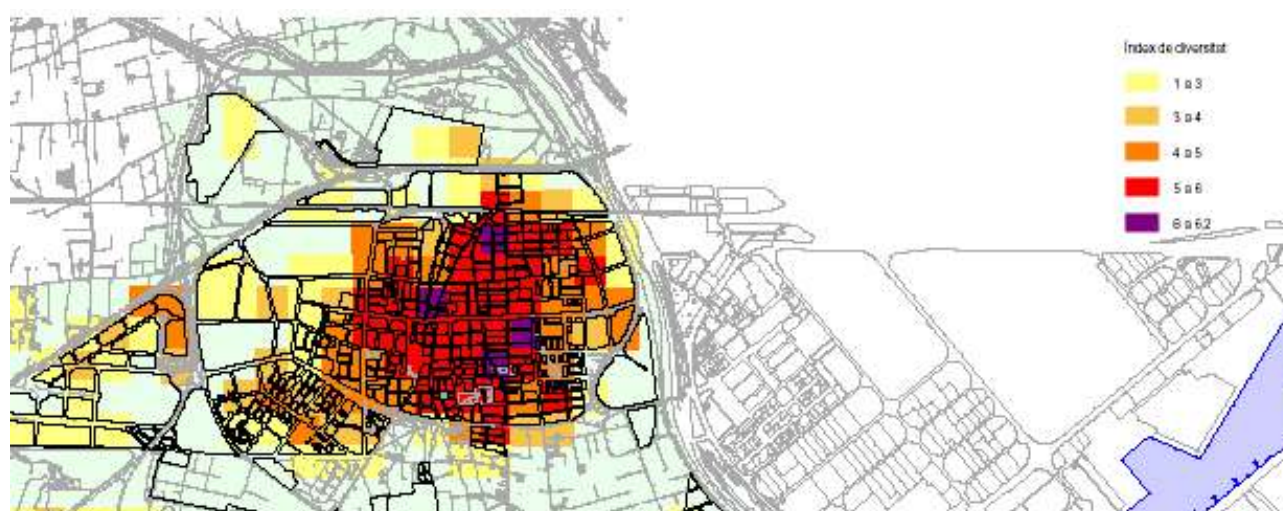 Índex de diversitat
1 a 3
3 a 4
4 a 5
5 a 6
6 a 6,2